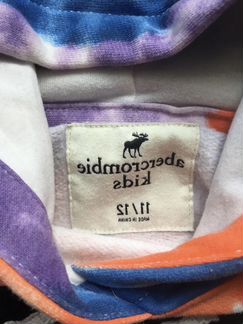 abercrombie
kids
11/12
MADE IN CHINA